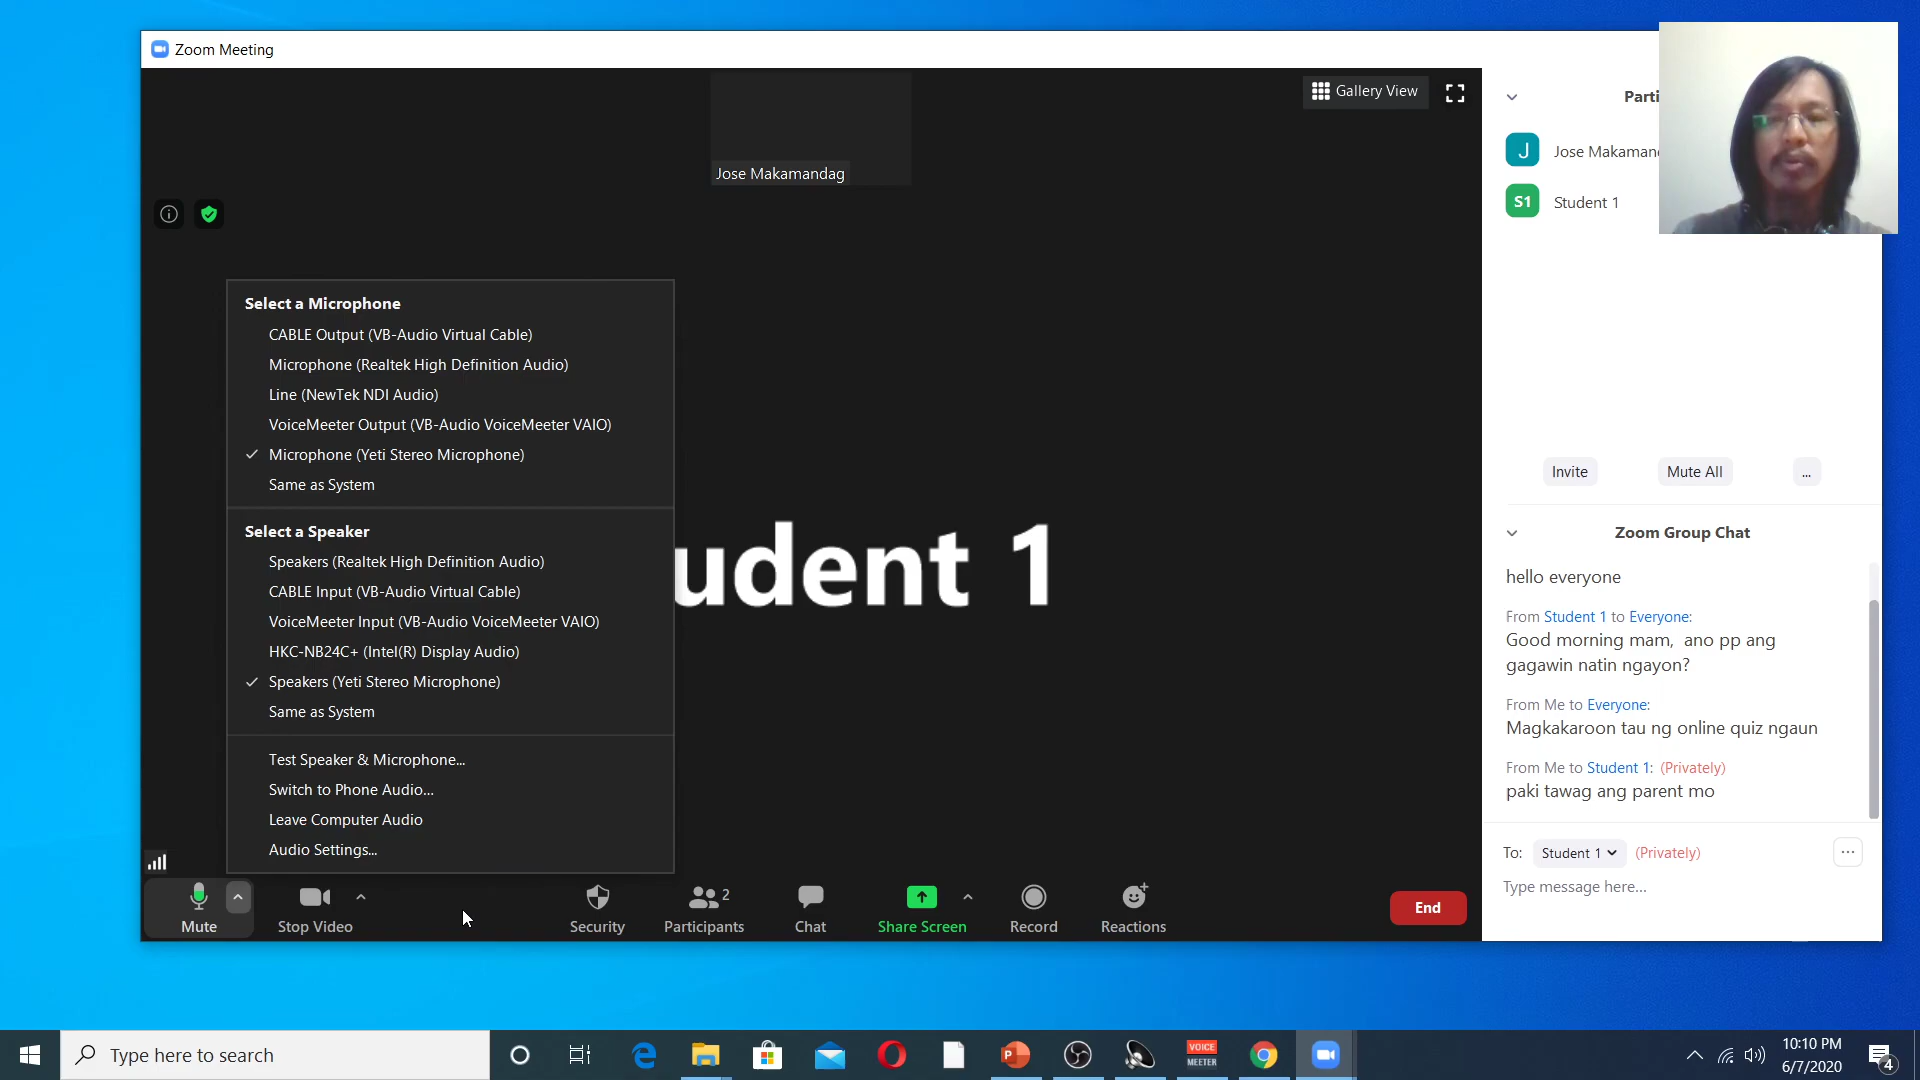 Zoom Meeting
Gallery View
Jose Makamandag
Parti
J
Jose Makaman
S1
Student 1
Select a Microphone
CABLE Output (VB-Audio Virtual Cable)
Microphone (Realtek High Definition Audio)
Line (NewTek NDI Audio)
VoiceMeeter Output (VB-Audio VoiceMeeter VAIO)
Microphone (Yeti Stereo Microphone)
Same as System
Select a Speaker
Speakers (Realtek High Definition Audio)
CABLE Input (VB-Audio Virtual Cable)
VoiceMeeter Input (VB-Audio VoiceMeeter VAIO)
HKC-NB24C+ (Intel(R) Display Audio)
Speakers (Yeti Stereo Microphone)
Same as System
Test Speaker & Microphone...
Switch to Phone Audio...
Leave Computer Audio
Audio Settings...
udent 1
Invite
Mute All
...
Zoom Group Chat
hello everyone
From Student 1 to Everyone:
Good morning mam, ano pp ang
gagawin natin ngayon?
From Me to Everyone:
Magkakaroon tau ng online quiz ngaun
From Me to Student 1: (Privately)
paki tawag ang parent mo
To: Student 1 (Privately)
Type message here...
Mute
Stop Video
Security
2
Participants
Chat
Share Screen
Record
Reactions
End
Type here to search
P
VOICE
MEETER
10:10 PM
6/7/2020
4